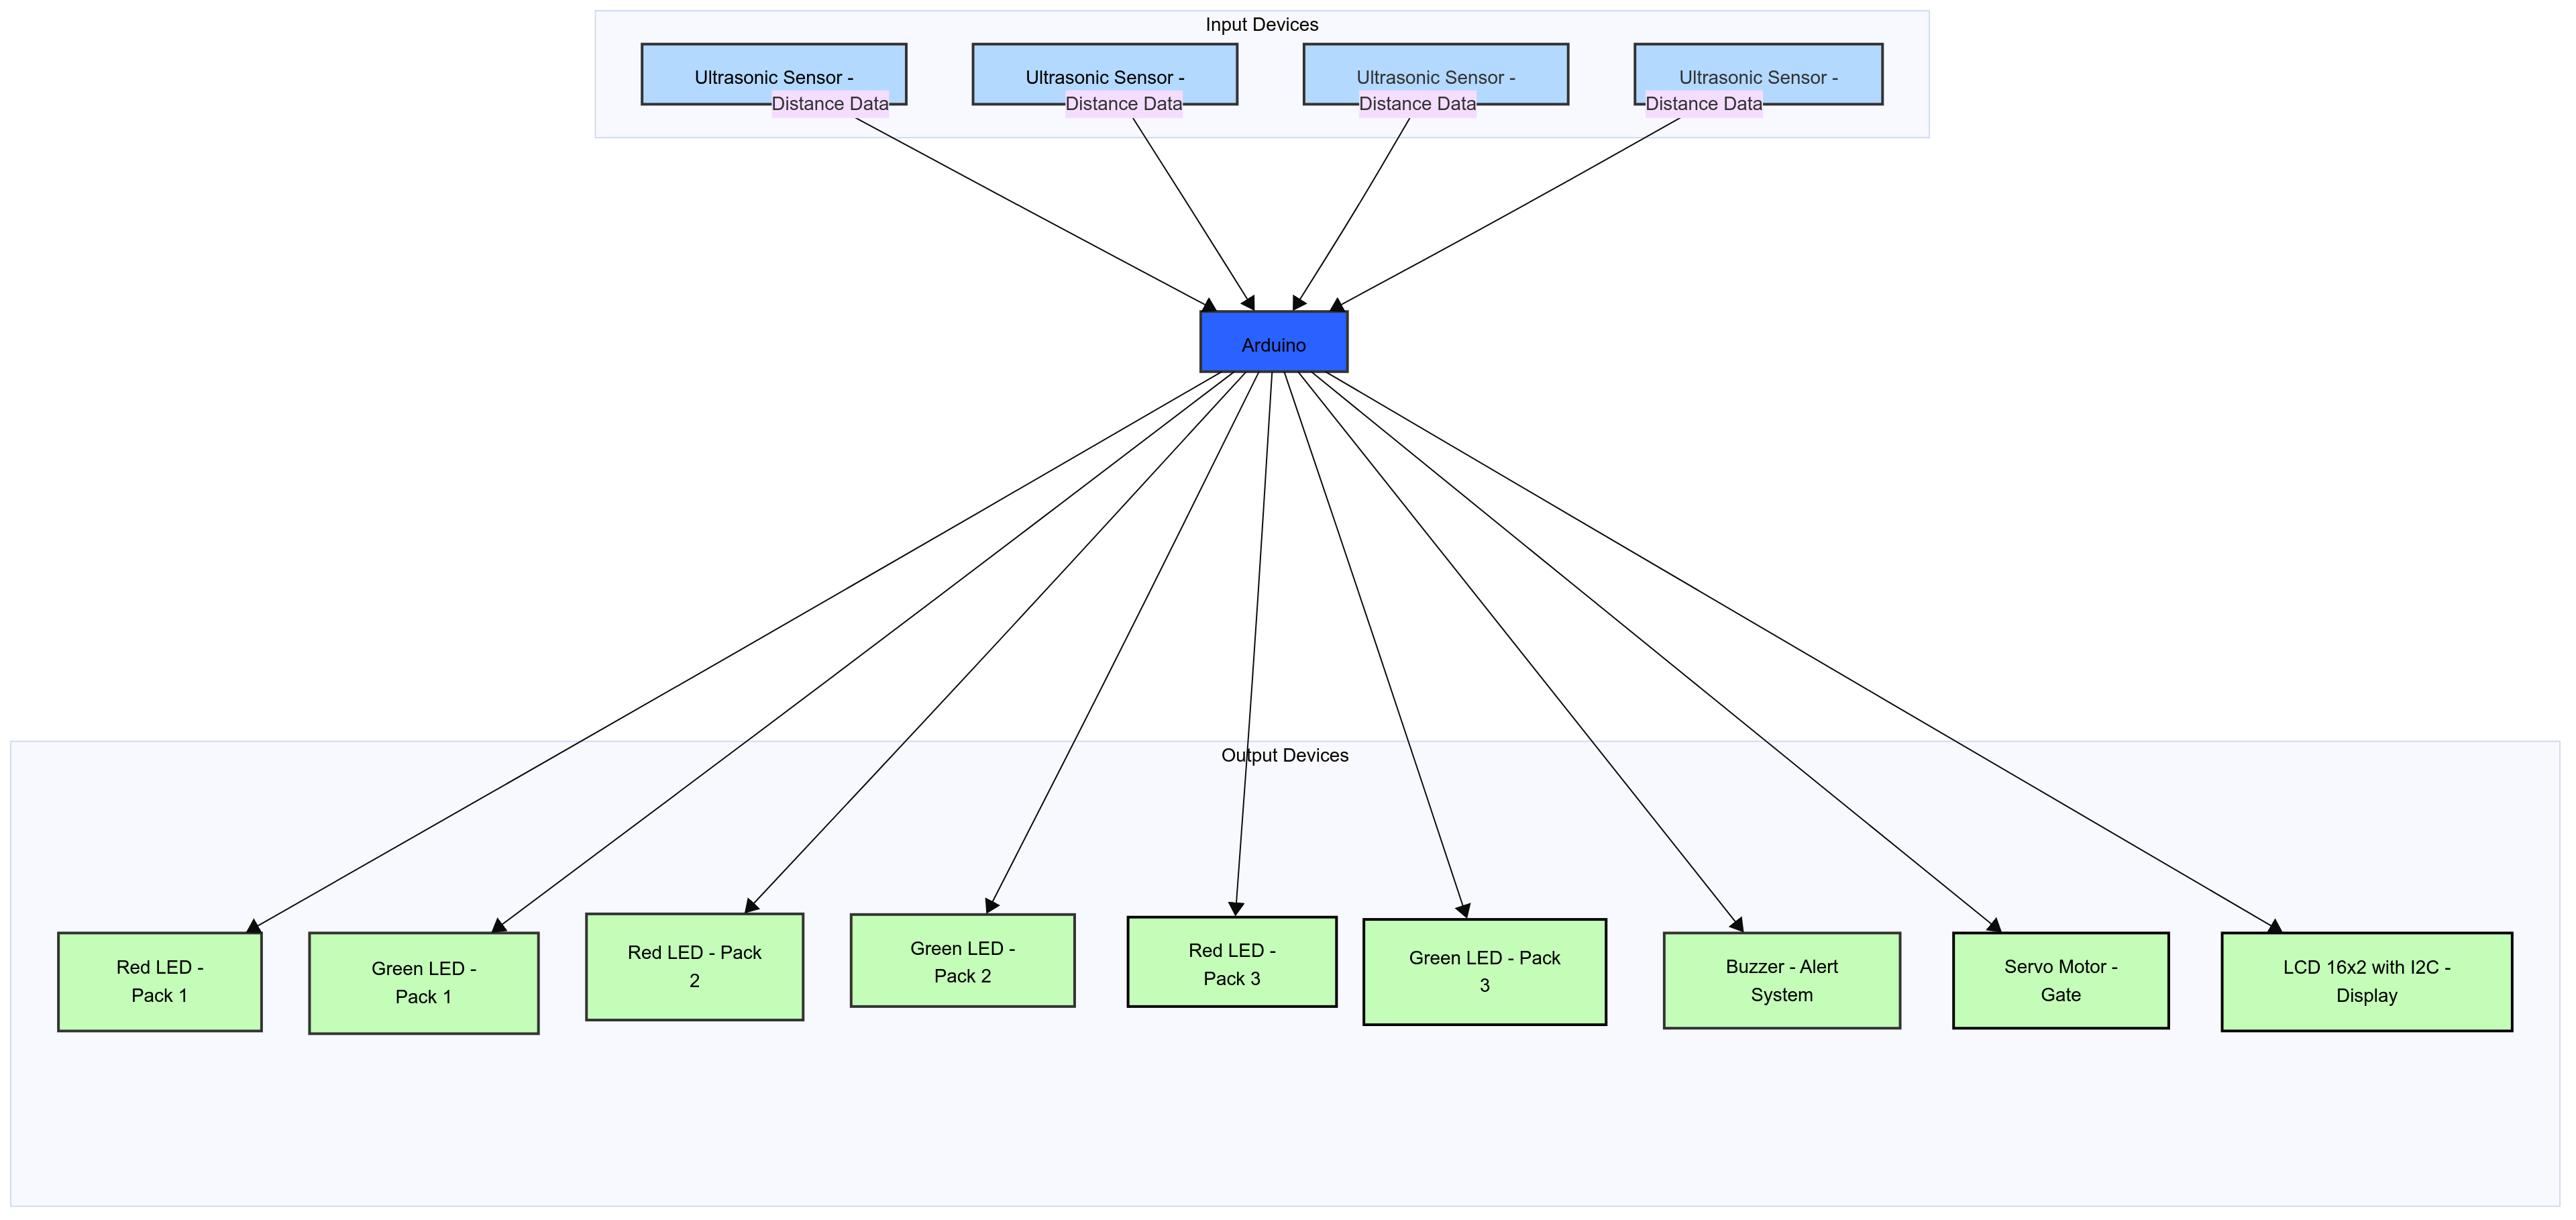 Input Devices
Ultrasonic Sensor -
Distance Data
Ultrasonic Sensor -
Distance Data
Ultrasonic Sensor -
Distance Data
Ultrasonic Sensor -
Distance Data
Arduino
Output Devices
Red LED -
Pack 1
Green LED -
Pack 1
Red LED - Pack
2
Green LED -
Pack 2
Red LED -
Pack 3
Green LED - Pack
3
Buzzer - Alert
System
Servo Motor -
Gate
LCD 16x2 with I2C -
Display